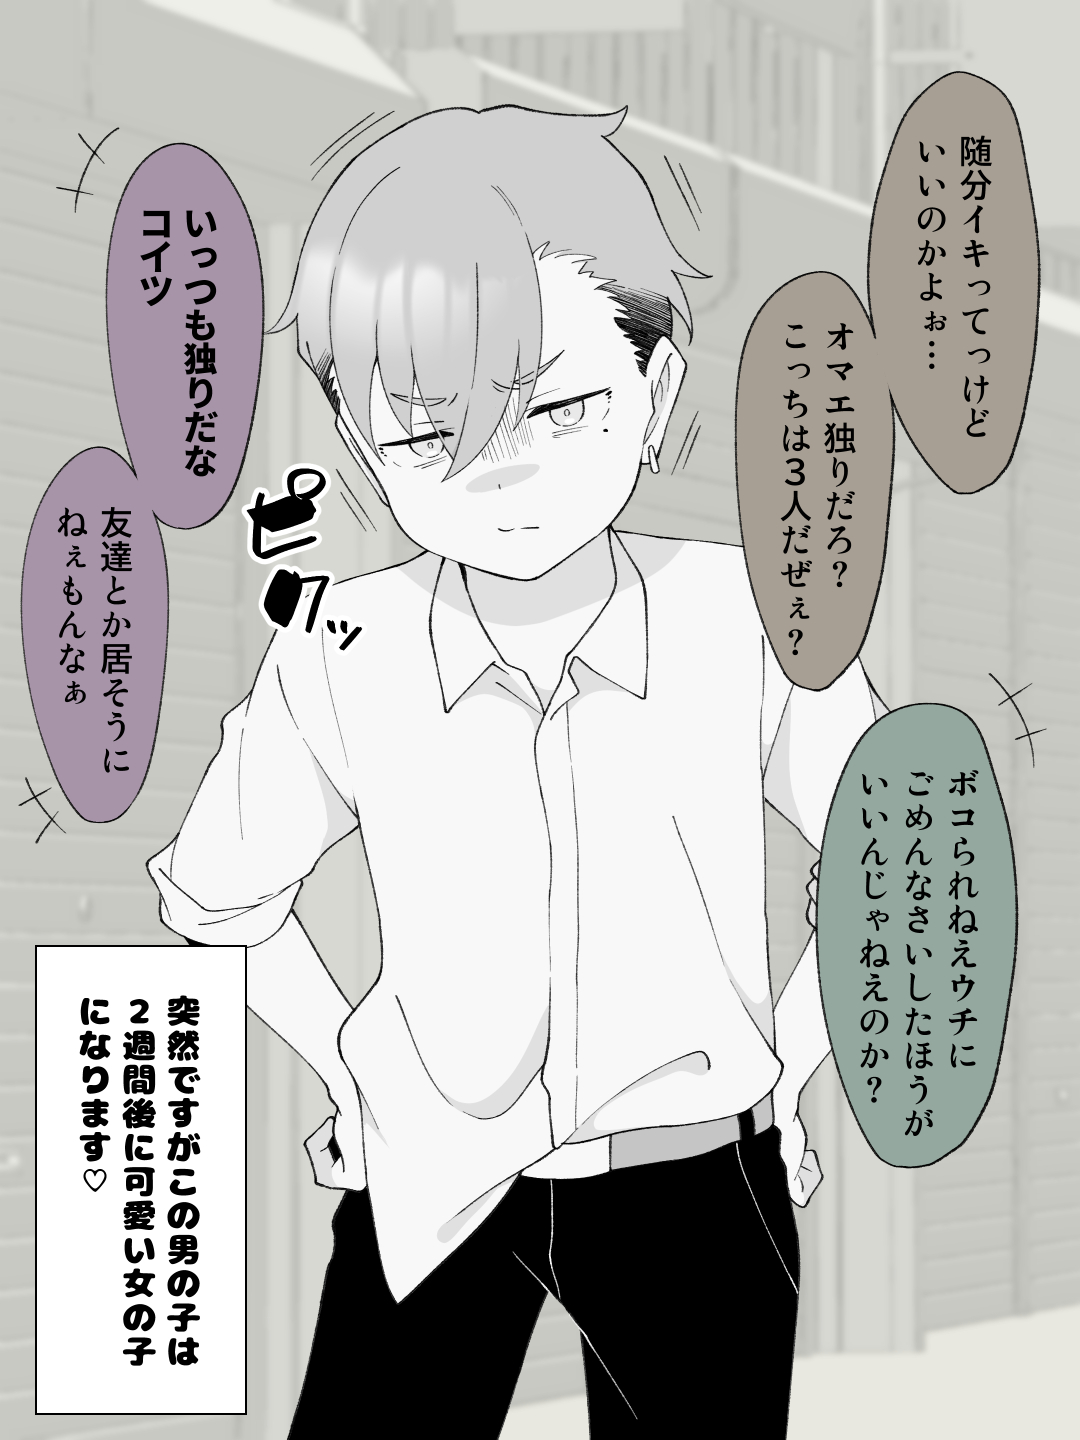 随分イキってっけど
いいのかよぉ…
オマエ独りだろ?
こっちは3人だぜぇ?
いっつも独りだな
コイツ
友達とか居そうに
ねぇもんなぁ
ピクッ
ボコられねえウチに
ごめんなさいしたほうが
いいんじゃねえのか?
突然ですがこの男の子は
2週間後に可愛い女の子
になります♡